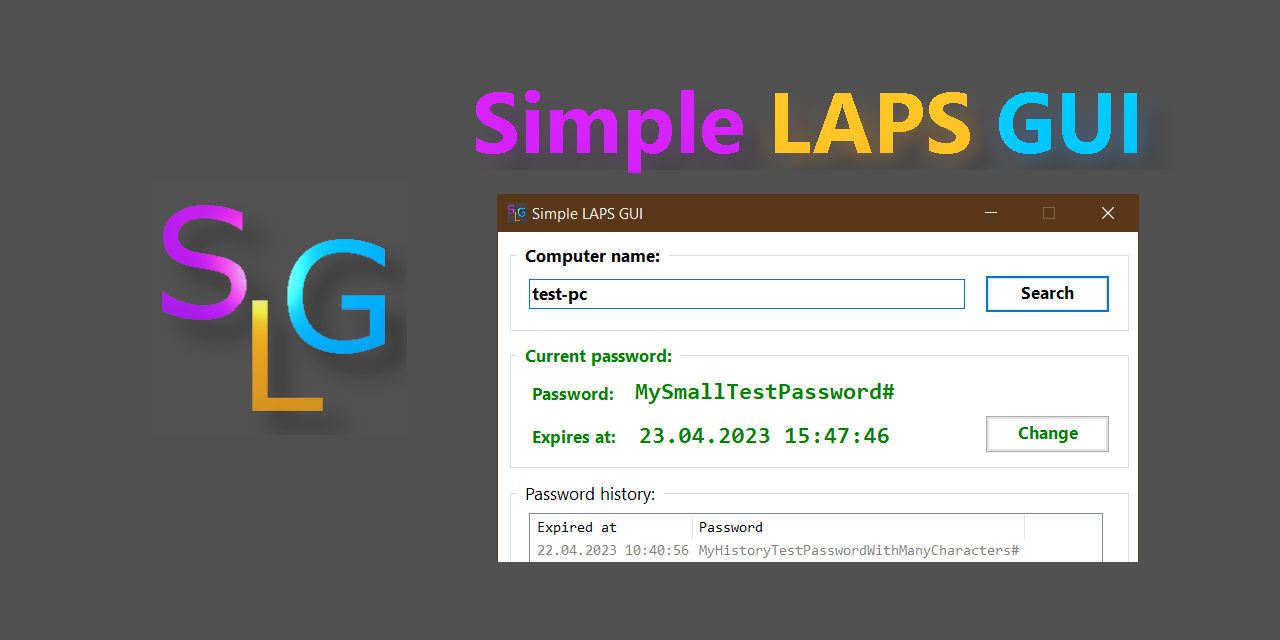 Simple LAPS GUI
SLG
SLG Simple LAPS GUI
Computer name:
test-pc Search
Current password:
Password: MySmallTestPassword#
Expires at: 23.04.2023 15:47:46 Change
Password history:
Expired at Password
22.04.2023 10:40:56 MyHistoryTestPasswordWithManyCharacters#